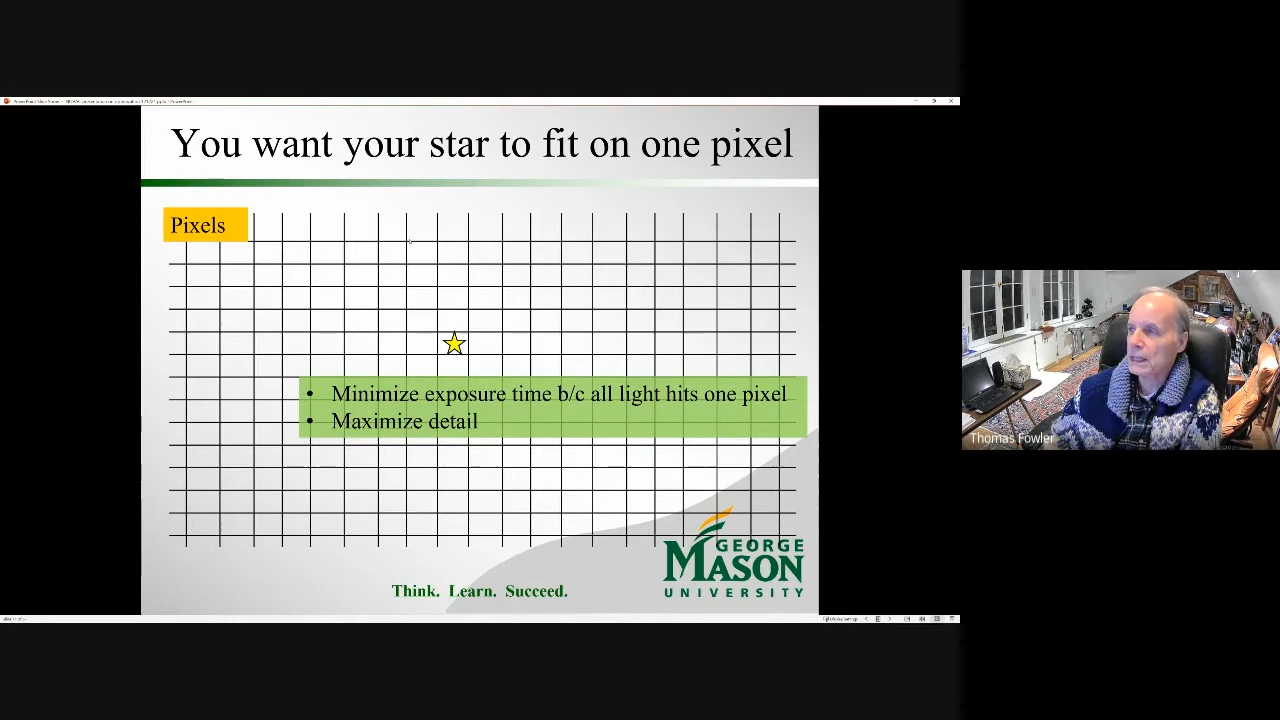 You want your star to fit on one pixel
Pixels
• Minimize exposure time b/c all light hits one pixel
• Maximize detail
Think. Learn. Succeed.
GEORGE
MASON
UNIVERSITY
Thomas Fowler